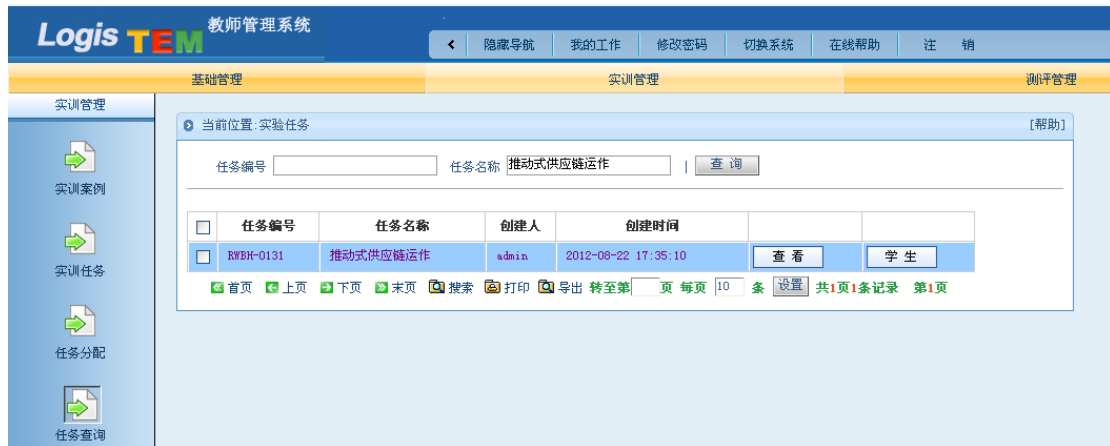 Logis TEM 教师管理系统
隐藏导航 我的工作 修改密码 切换系统 在线帮助 注 销
基础管理 实训管理 测评管理
实训管理
当前位置:实验任务 [帮助]
任务编号 任务名称 推动式供应链运作 | 查 询
实训案例
任务编号 任务名称 创建人 创建时间
RWBH-0131 推动式供应链运作 admin 2012-08-22 17:35:10 查 看 学 生
实训任务
首页 上页 下页 末页 搜索 打印 导出 转至第 页 每页 10 条 设置 共1页1条记录 第1页
任务分配
任务查询